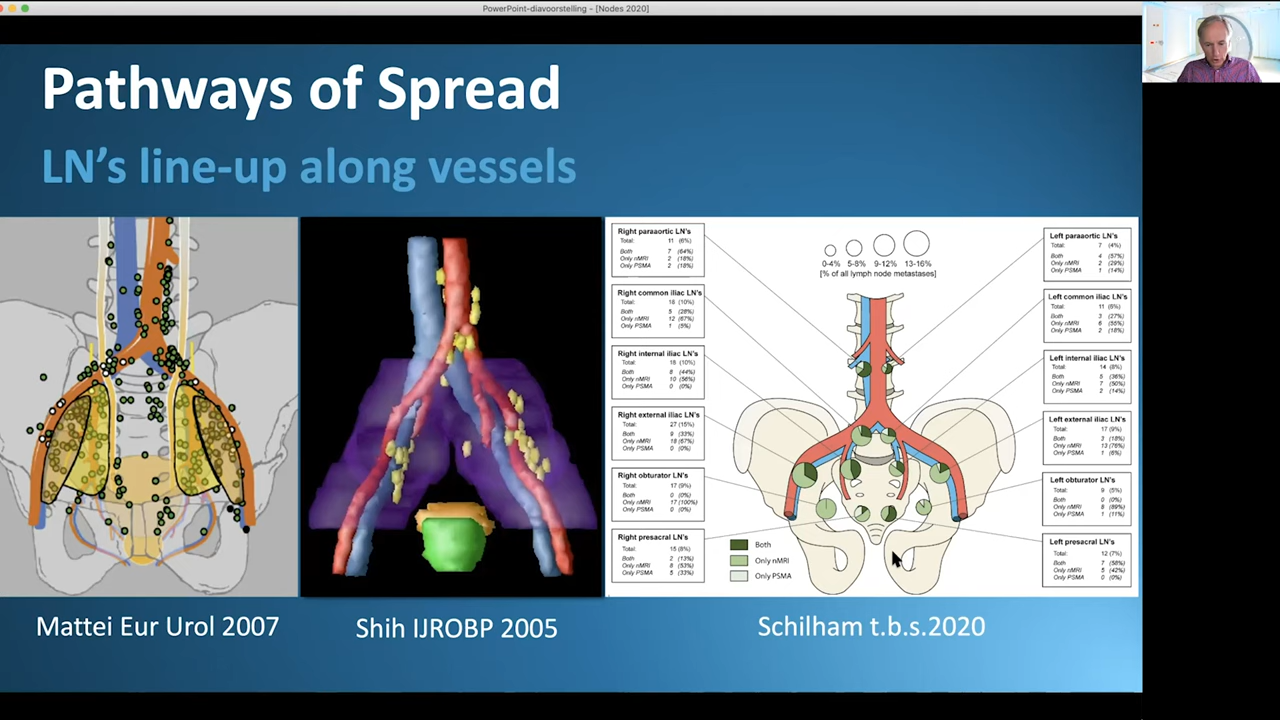 PowerPoint-diavoorstelling - [Nodes 2020]
Pathways of Spread
LN's line-up along vessels
Right paraaortic LN's
Total: 11 (6%)
Both 7 (64%)
Only nMRI 2 (18%)
Only PSMA 2 (18%)
Right common iliac LN's
Total: 18 (10%)
Both 5 (28%)
Only nMRI 12 (67%)
Only PSMA 1 (5%)
Right internal iliac LN's
Total: 18 (10%)
Both 8 (44%)
Only nMRI 10 (56%)
Only PSMA 0 (0%)
Right external iliac LN's
Total: 27 (15%)
Both 9 (33%)
Only nMRI 18 (67%)
Only PSMA 0 (0%)
Right obturator LN's
Total: 17 (9%)
Both 0 (0%)
Only nMRI 17 (100%)
Only PSMA 0 (0%)
Right presacral LN's
Total: 15 (8%)
Both 2 (13%)
Only nMRI 8 (53%)
Only PSMA 5 (33%)
0-4% 5-8% 9-12% 13-16%
[% of all lymph node metastases]
Both
Only nMRI
Only PSMA
Left paraaortic LN's
Total: 7 (4%)
Both 4 (57%)
Only nMRI 2 (29%)
Only PSMA 1 (14%)
Left common iliac LN's
Total: 11 (6%)
Both 3 (27%)
Only nMRI 6 (55%)
Only PSMA 2 (18%)
Left internal iliac LN's
Total: 14 (8%)
Both 5 (36%)
Only nMRI 7 (50%)
Only PSMA 2 (14%)
Left external iliac LN's
Total: 17 (9%)
Both 3 (18%)
Only nMRI 13 (76%)
Only PSMA 1 (6%)
Left obturator LN's
Total: 9 (5%)
Both 0 (0%)
Only nMRI 8 (89%)
Only PSMA 1 (11%)
Left presacral LN's
Total: 12 (7%)
Both 7 (58%)
Only nMRI 5 (42%)
Only PSMA 0 (0%)
Mattei Eur Urol 2007
Shih IJROBP 2005
Schilham t.b.s.2020